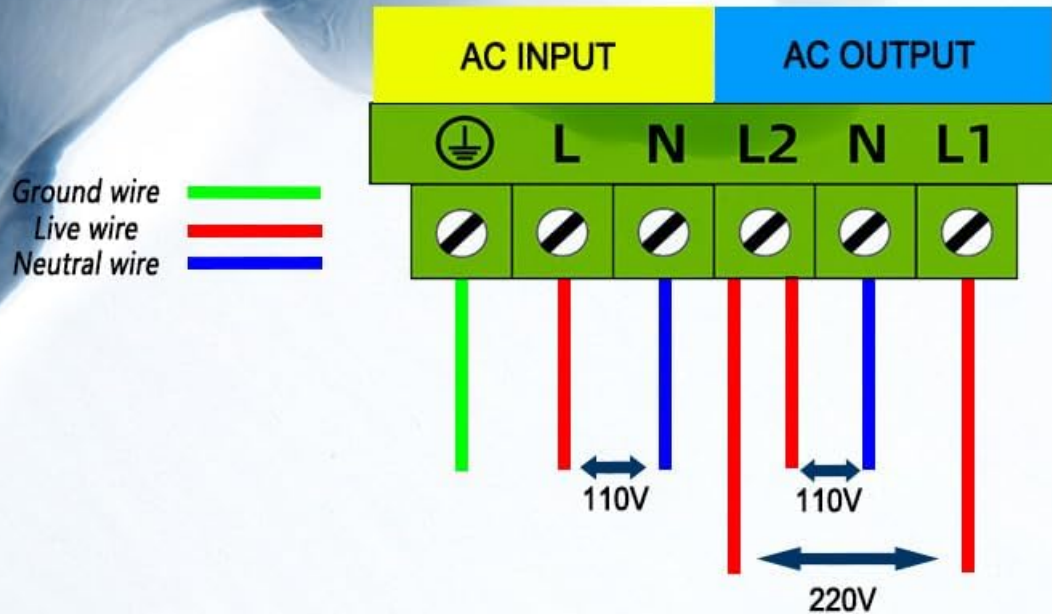 AC INPUT AC OUTPUT
L N L2 N L1
Ground wire
Live wire
Neutral wire
110V 110V
220V